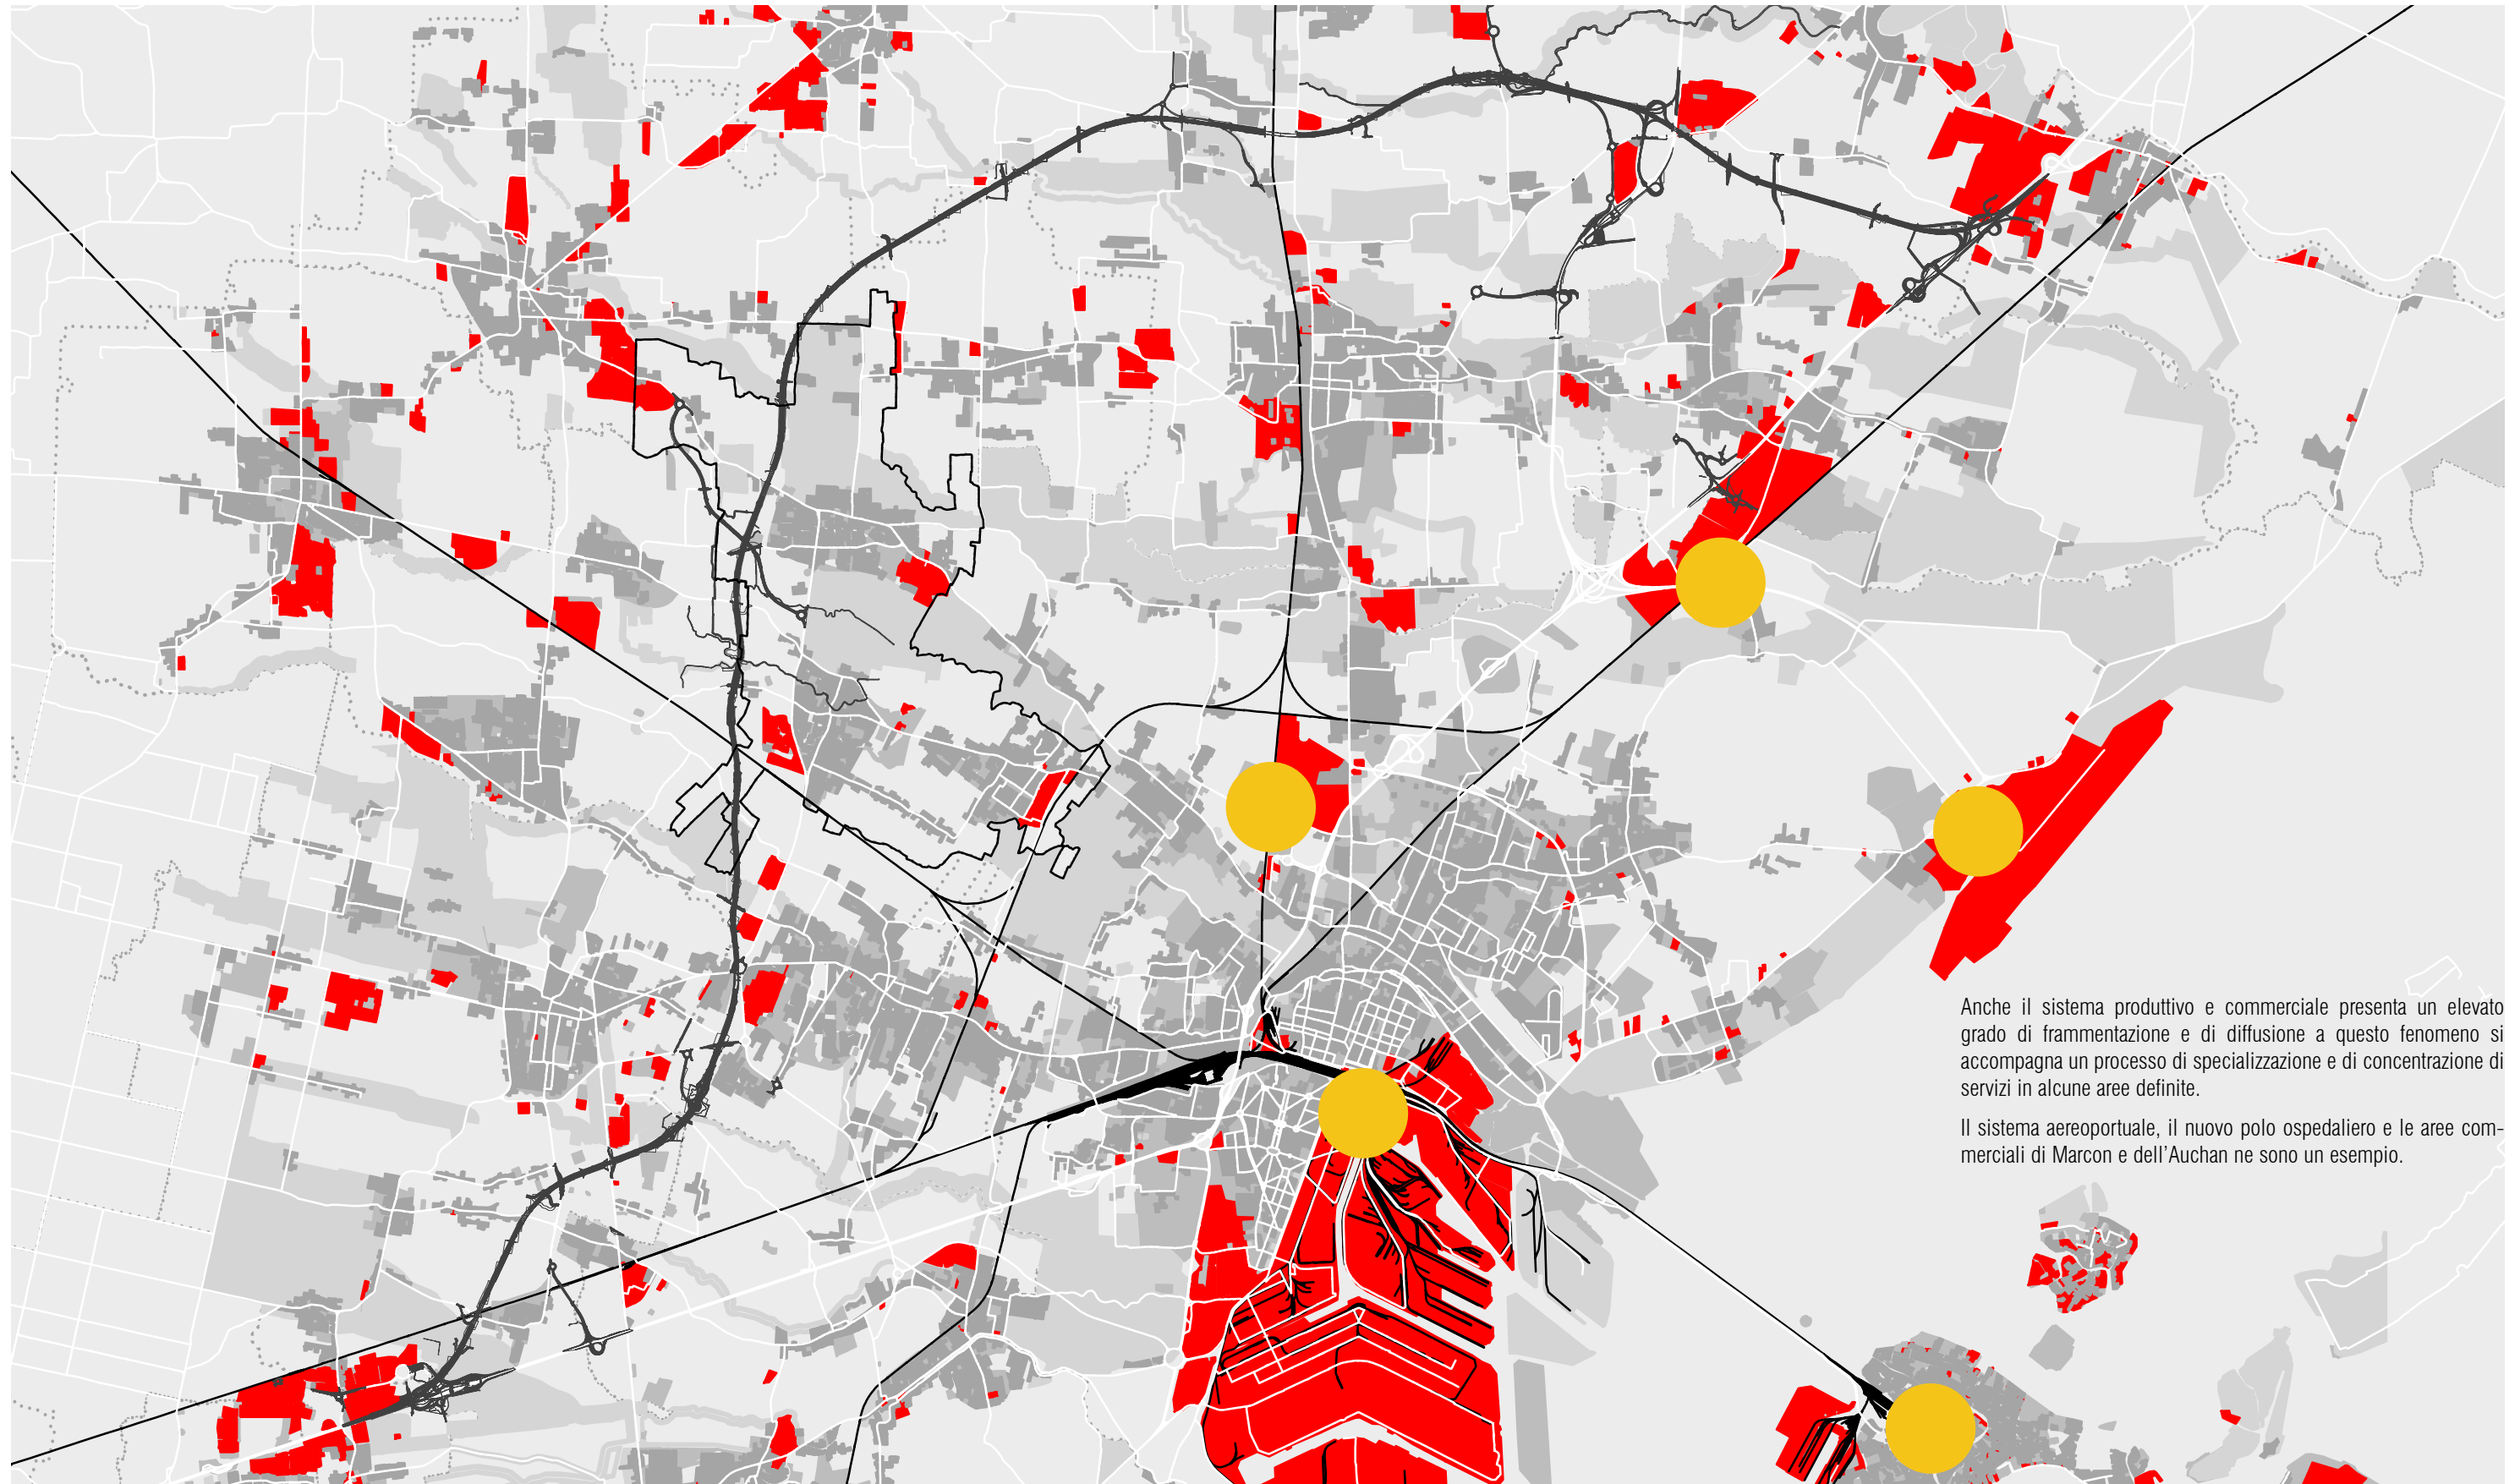 Anche il sistema produttivo e commerciale presenta un elevato
grado di frammentazione e di diffusione a questo fenomeno si
accompagna un processo di specializzazione e di concentrazione di
servizi in alcune aree definite.
Il sistema aereoportuale, il nuovo polo ospedaliero e le aree com-
merciali di Marcon e dell'Auchan ne sono un esempio.